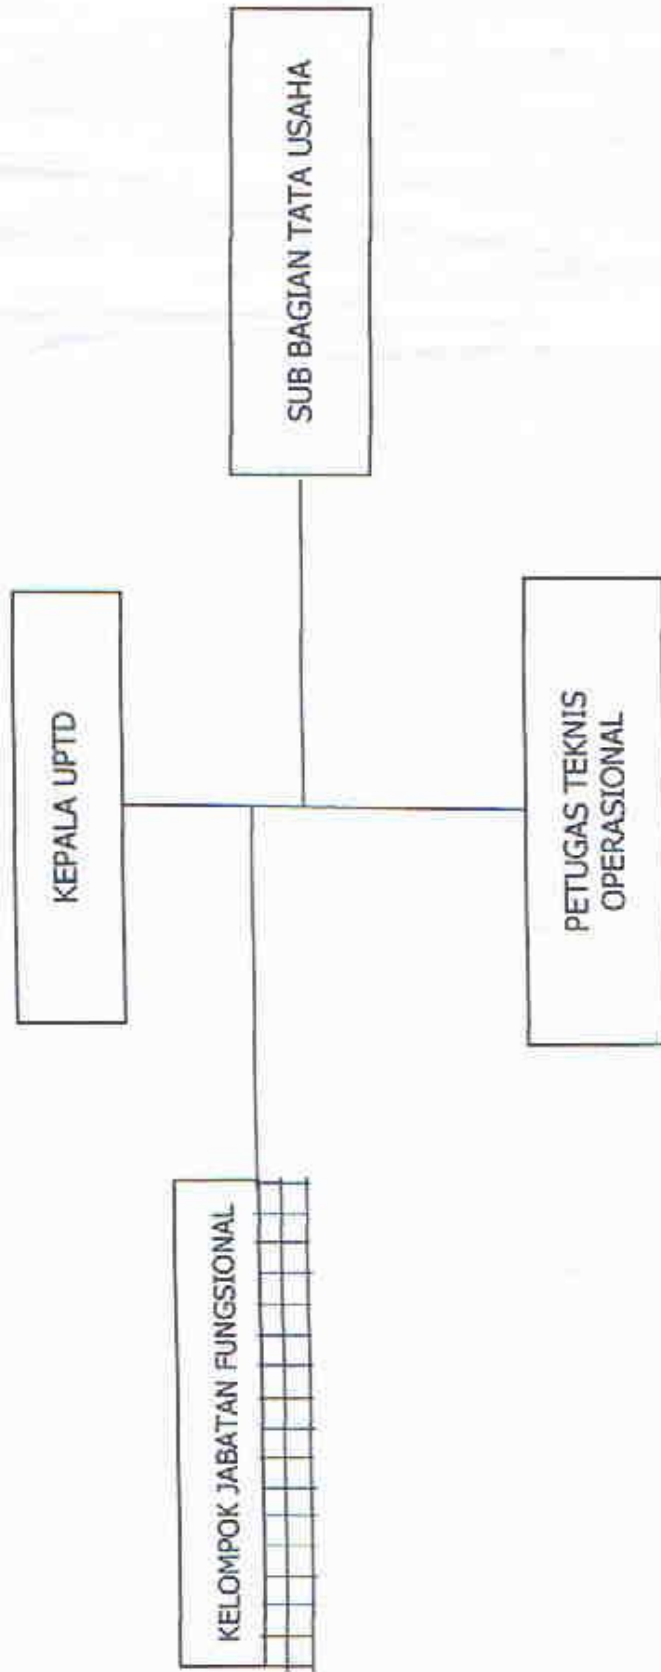 KEPALA UPTD
KELOMPOK JABATAN FUNGSIONAL
SUB BAGIAN TATA USAHA
PETUGAS TEKNIS
OPERASIONAL